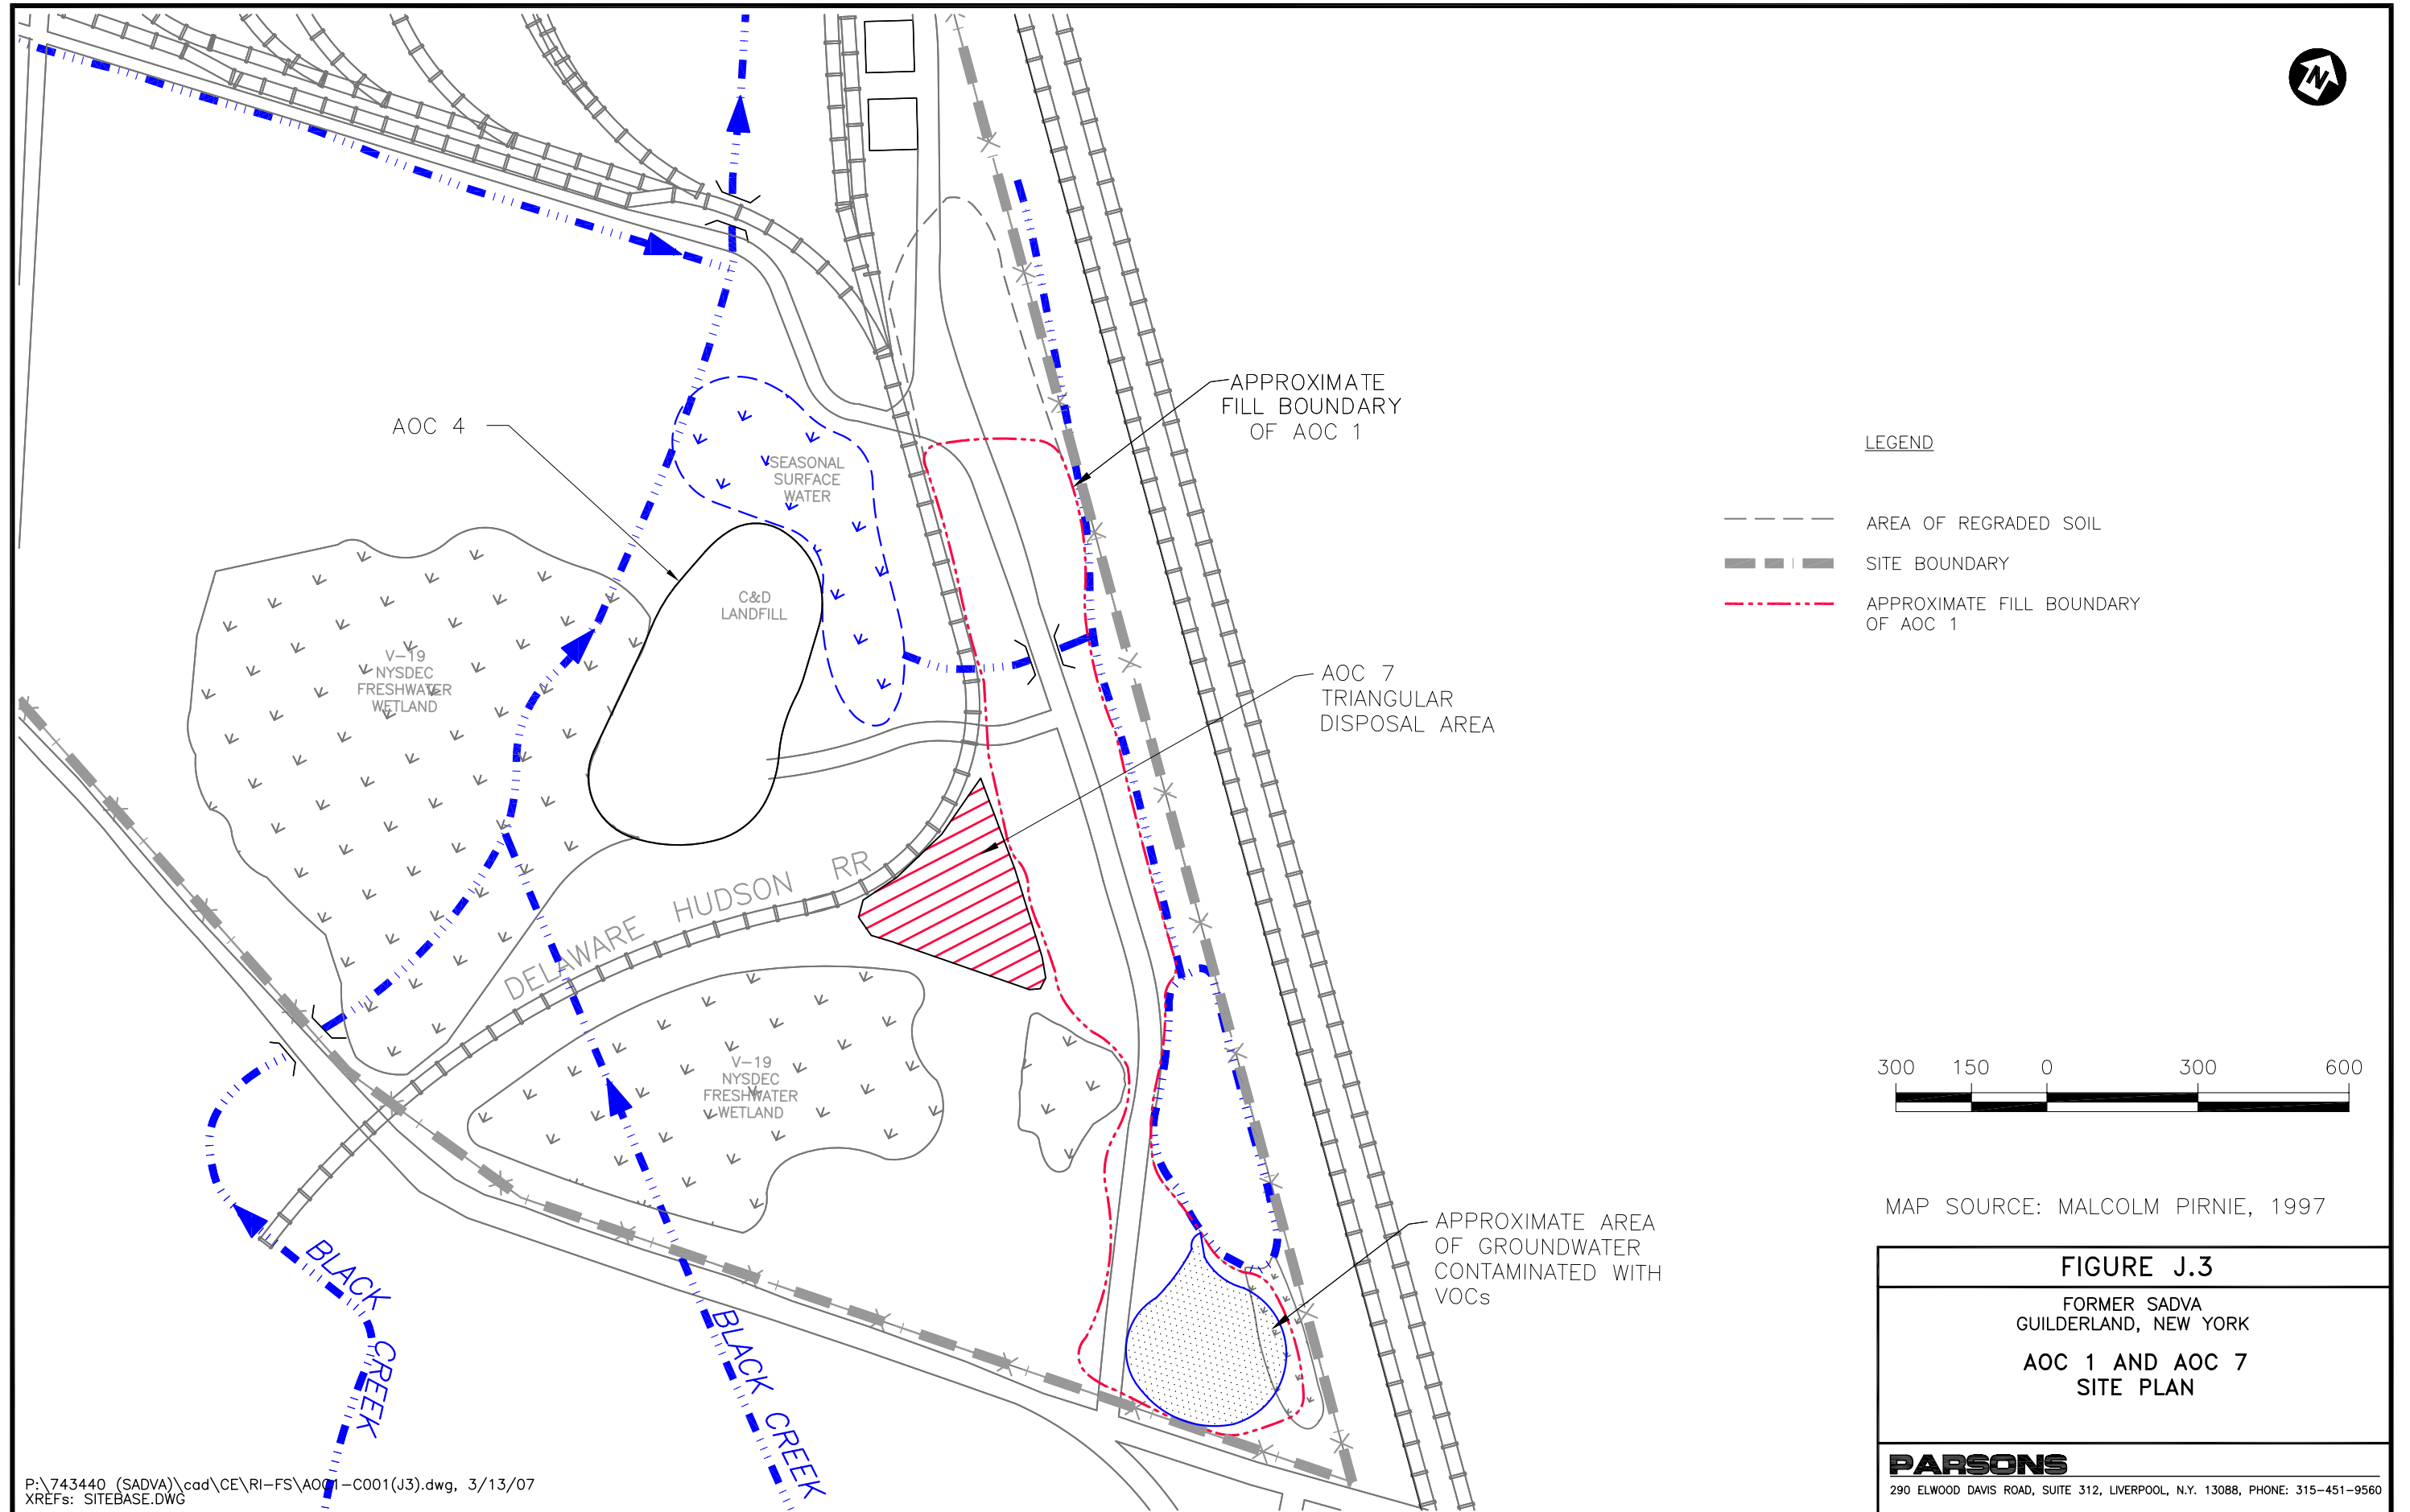 N
APPROXIMATE
FILL BOUNDARY
OF AOC 1
AOC 4
SEASONAL
SURFACE
WATER
LEGEND
AREA OF REGRADED SOIL
SITE BOUNDARY
APPROXIMATE FILL BOUNDARY
OF AOC 1
C&D
LANDFILL
V-19
NYSDEC
FRESHWATER
WETLAND
AOC 7
TRIANGULAR
DISPOSAL AREA
DELAWARE HUDSON RR
V-19
NYSDEC
FRESHWATER
WETLAND
300 150 0 300 600
MAP SOURCE: MALCOLM PIRNIE, 1997
APPROXIMATE AREA
OF GROUNDWATER
CONTAMINATED WITH
VOCs
BLACK
CREEK
BLACK CREEK
FIGURE J.3
FORMER SADVA
GUILDERLAND, NEW YORK
AOC 1 AND AOC 7
SITE PLAN
PARSONS
290 ELWOOD DAVIS ROAD, SUITE 312, LIVERPOOL, N.Y. 13088, PHONE: 315-451-9560
P:\743440 (SADVA)\cad\CE\RI-FS\AOC1-C001(J3).dwg, 3/13/07
XREFs: SITEBASE.DWG